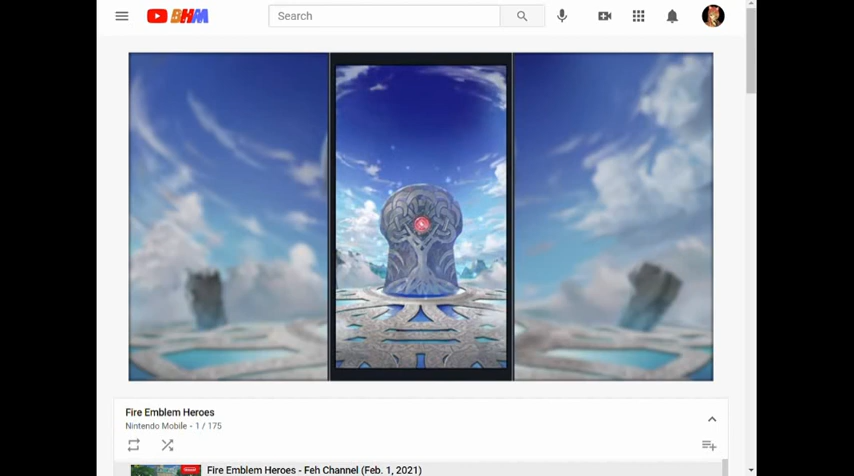 BHM
Search
Fire Emblem Heroes
Nintendo Mobile - 1 / 175
Fire Emblem Heroes - Feh Channel (Feb. 1, 2021)